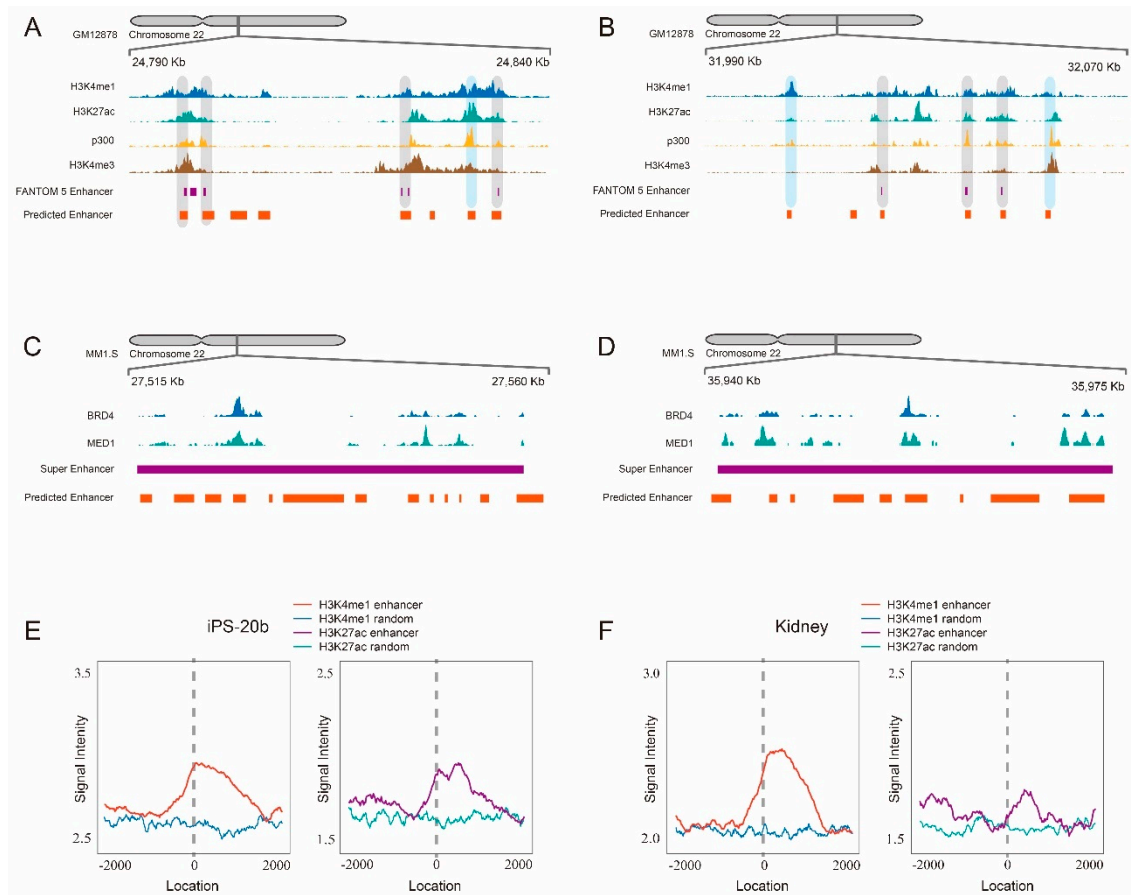 A
GM12878
Chromosome 22
24,790 Kb
24,840 Kb
H3K4me1
H3K27ac
p300
H3K4me3
FANTOM 5 Enhancer
Predicted Enhancer
B
GM12878
Chromosome 22
31,990 Kb
32,070 Kb
H3K4me1
H3K27ac
p300
H3K4me3
FANTOM 5 Enhancer
Predicted Enhancer
C
MM1.S
Chromosome 22
27,515 Kb
27,560 Kb
BRD4
MED1
Super Enhancer
Predicted Enhancer
D
MM1.S
Chromosome 22
35,940 Kb
35,975 Kb
BRD4
MED1
Super Enhancer
Predicted Enhancer
E
iPS-20b
H3K4me1 enhancer
H3K4me1 random
H3K27ac enhancer
H3K27ac random
3.5
Signal Intenity
2.5
-2000
0
2000
Location
2.5
Signal Intenity
1.5
-2000
0
2000
Location
F
Kidney
H3K4me1 enhancer
H3K4me1 random
H3K27ac enhancer
H3K27ac random
3.0
Signal Intenity
2.0
-2000
0
2000
Location
2.5
Signal Intenity
1.5
-2000
0
2000
Location